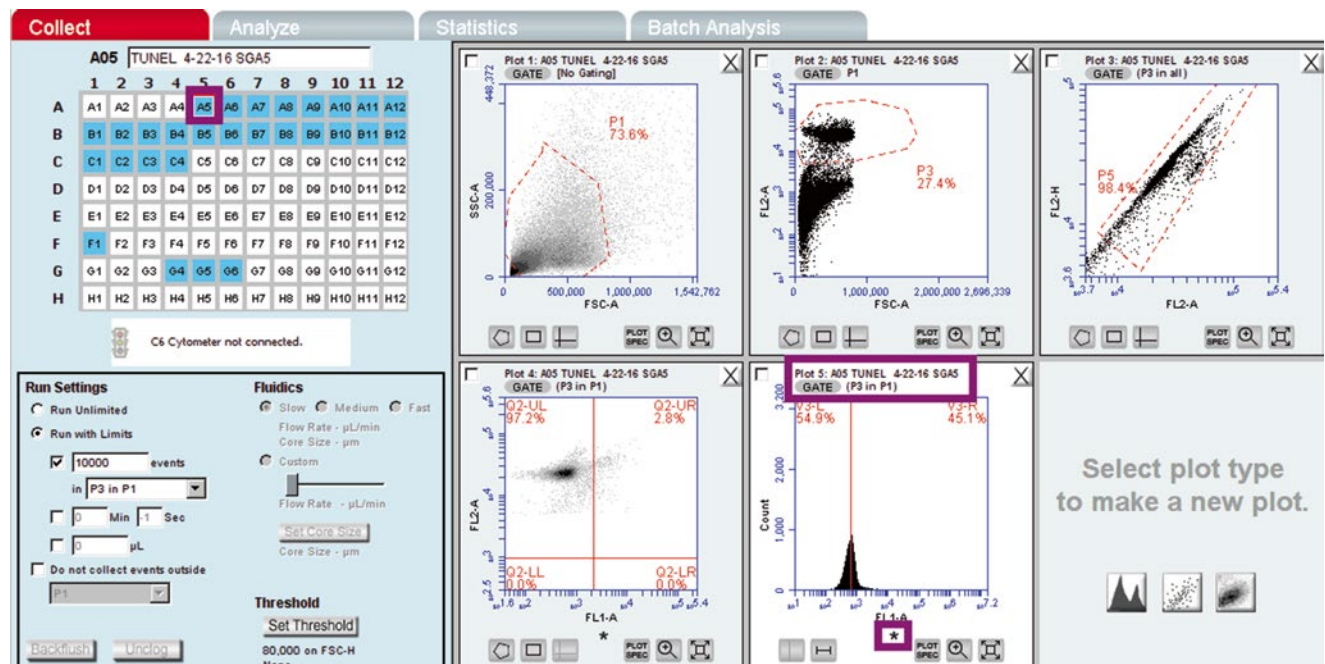 Collect Analyze Statistics Batch Analysis
A05 TUNEL 4-22-16 SGA5
1 2 3 4 5 6 7 8 9 10 11 12
A A1 A2 A3 A4 A5 A6 A7 A8 A9 A10 A11 A12
B B1 B2 B3 B4 B5 B6 B7 B8 B9 B10 B11 B12
C C1 C2 C3 C4 C5 C6 C7 C8 C9 C10 C11 C12
D D1 D2 D3 D4 D5 D6 D7 D8 D9 D10 D11 D12
E E1 E2 E3 E4 E5 E6 E7 E8 E9 E10 E11 E12
F F1 F2 F3 F4 F5 F6 F7 F8 F9 F10 F11 F12
G G1 G2 G3 G4 G5 G6 G7 G8 G9 G10 G11 G12
H H1 H2 H3 H4 H5 H6 H7 H8 H9 H10 H11 H12
C6 Cytometer not connected.
Run Settings
Run Unlimited
Run with Limits
10000 events
in P3 in P1
0 Min -1 Sec
0 µL
Do not collect events outside
P1
Backflush Unclog
Fluidics
Slow Medium Fast
Flow Rate - µL/min
Core Size - µm
Custom
Flow Rate - µL/min
Set Core Size
Core Size - µm
Threshold
Set Threshold
80,000 on FSC-H
None
Plot 1: A05 TUNEL 4-22-16 SGA5
GATE [No Gating]
448,372
P1
73.6%
200,000
SSC-A
0
0 500,000 1,000,000 1,542,762
FSC-A
PLOT SPEC
Plot 2: A05 TUNEL 4-22-16 SGA5
GATE P1
P3
27.4%
FL2-A
0 1,000,000 2,000,000 2,696,339
FSC-A
PLOT SPEC
Plot 3: A05 TUNEL 4-22-16 SGA5
GATE (P3 in all)
P5
98.4%
FL2-H
FL2-A
PLOT SPEC
Plot 4: A05 TUNEL 4-22-16 SGA5
GATE (P3 in P1)
Q2-UL Q2-UR
97.2% 2.8%
FL2-A
Q2-LL Q2-LR
0.0% 0.0%
FL1-A
*
PLOT SPEC
Plot 5: A05 TUNEL 4-22-16 SGA5
GATE (P3 in P1)
3,200
V3-L V3-R
54.9% 45.1%
2,000
Count
1,000
0
FL1-A
*
PLOT SPEC
Select plot type
to make a new plot.